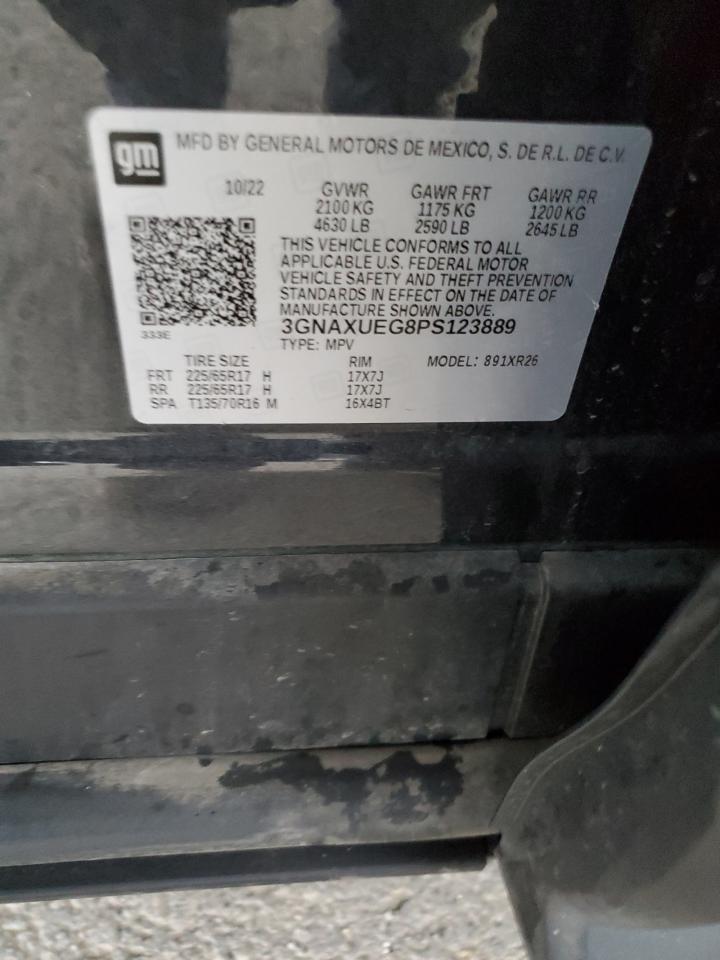 gm
MFD BY GENERAL MOTORS DE MEXICO, S. DE R.L. DE C.V.
10/22 GVWR GAWR FRT GAWR RR
2100 KG 1175 KG 1200 KG
4630 LB 2590 LB 2645 LB
THIS VEHICLE CONFORMS TO ALL
APPLICABLE U.S. FEDERAL MOTOR
VEHICLE SAFETY AND THEFT PREVENTION
STANDARDS IN EFFECT ON THE DATE OF
MANUFACTURE SHOWN ABOVE.
3GNAXUEG8PS123889
333E
TYPE: MPV
TIRE SIZE RIM MODEL: 891XR26
FRT 225/65R17 H 17X7J
RR 225/65R17 H 17X7J
SPA T135/70R16 M 16X4BT